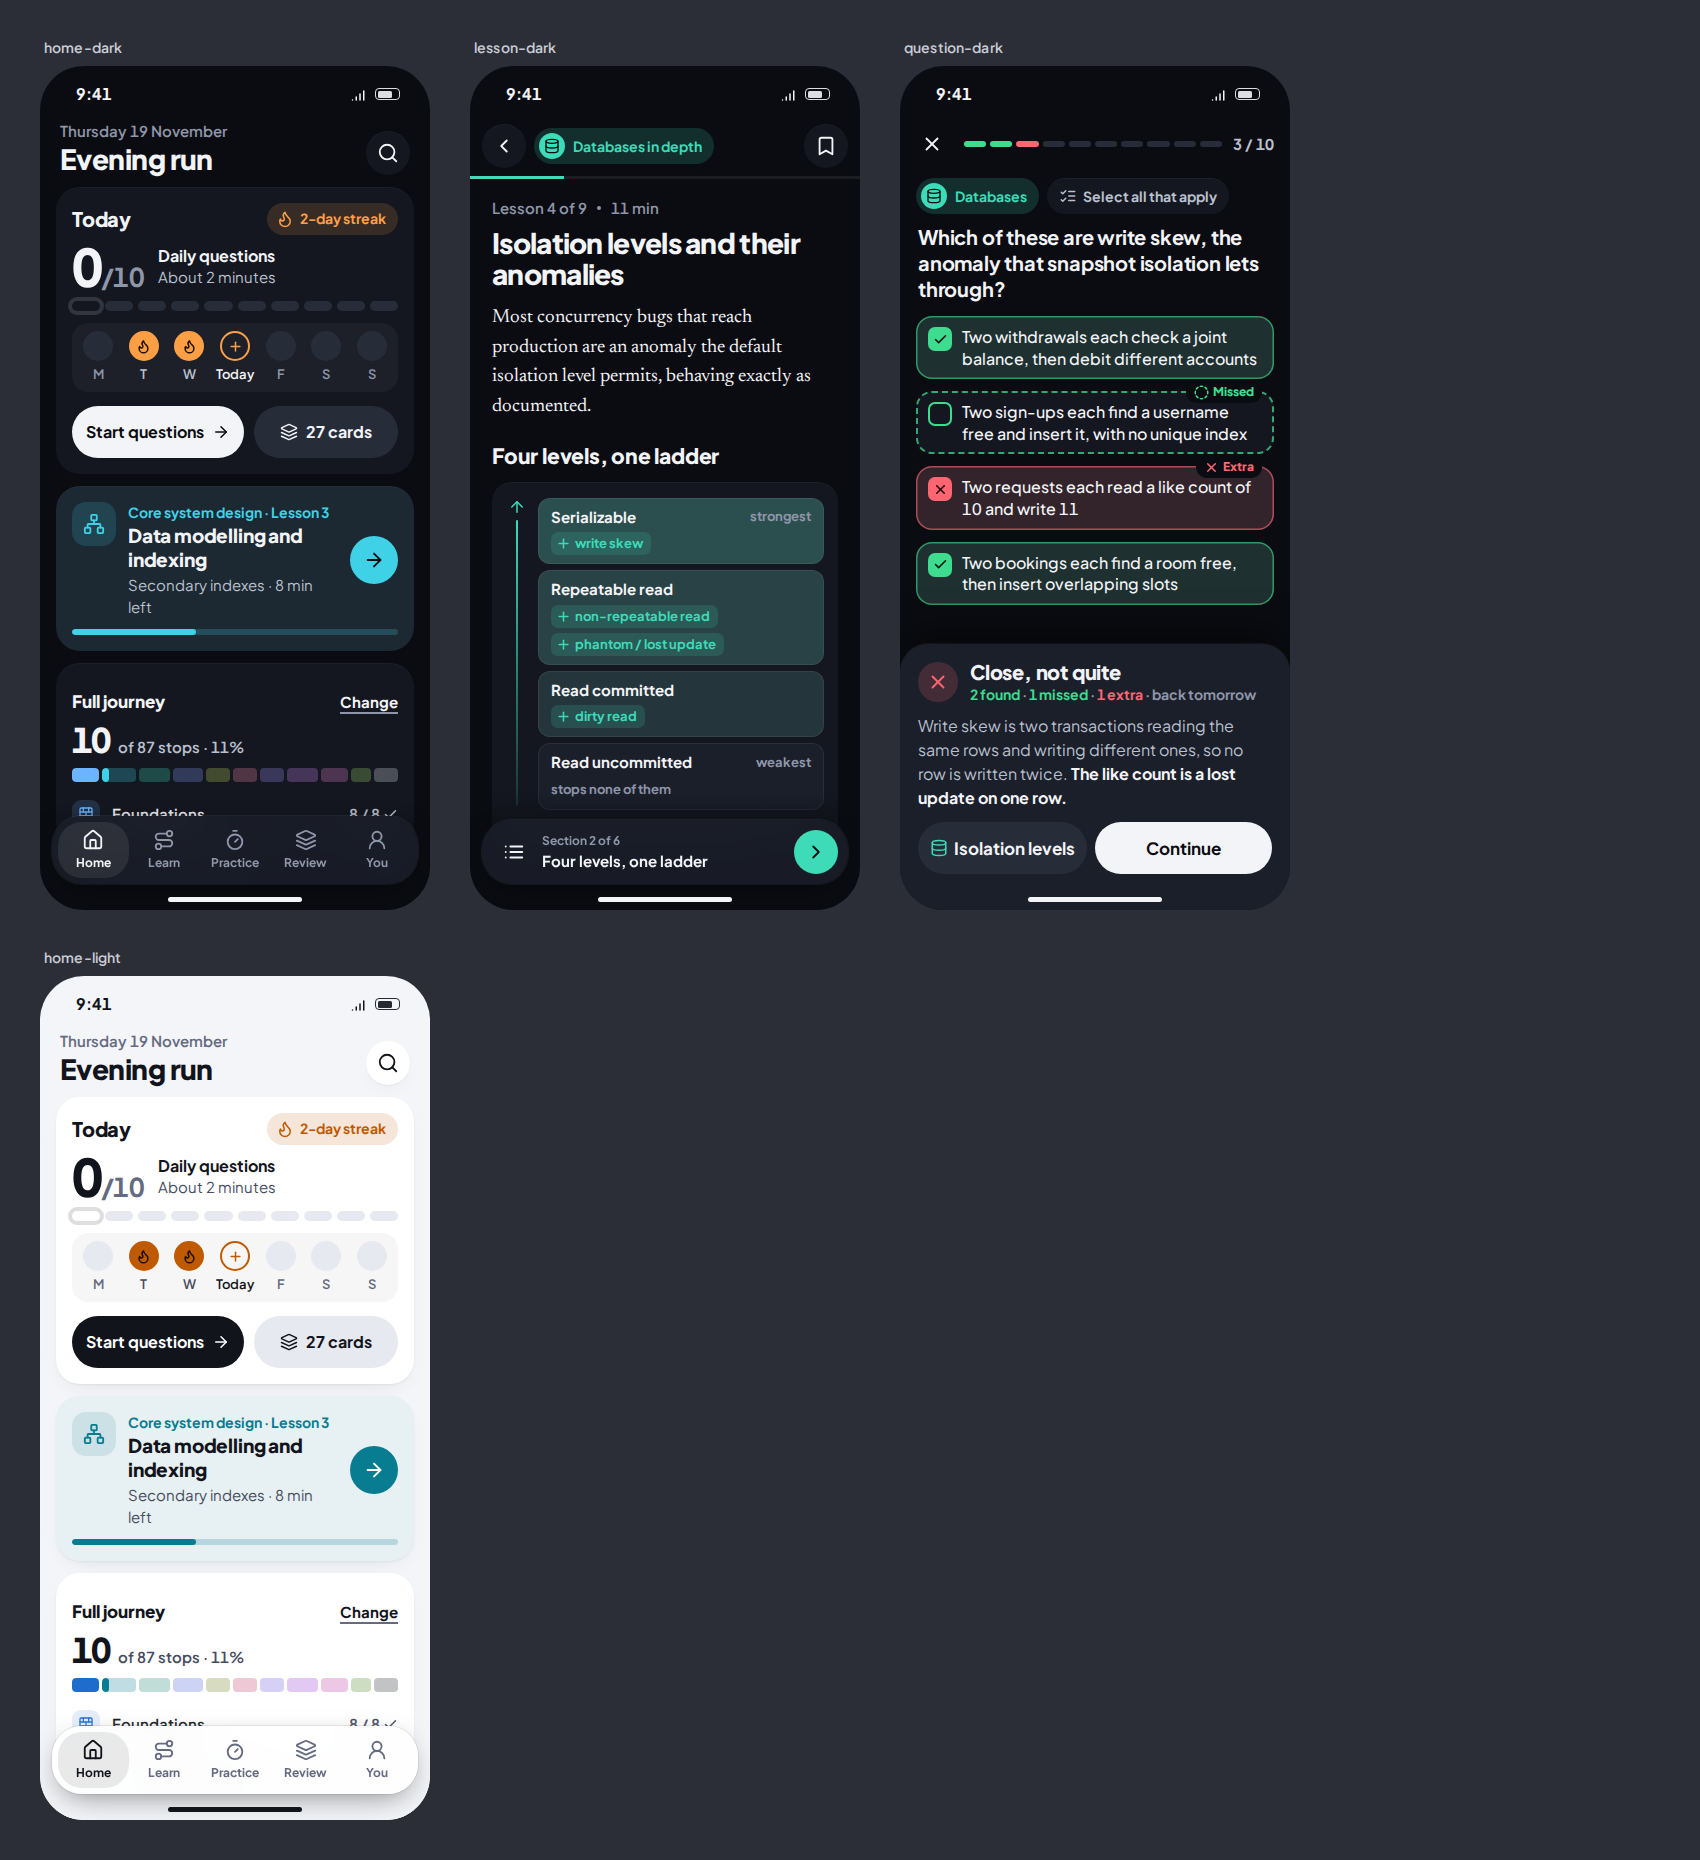 home-dark
9:41
Thursday 19 November
Evening run
Today
2-day streak
0/10
Daily questions
About 2 minutes
M T W Today F S S
Start questions
27 cards
Core system design · Lesson 3
Data modelling and
indexing
Secondary indexes · 8 min
left
Full journey
Change
10 of 87 stops · 11%
Foundations
8 / 8
Home
Learn
Practice
Review
You
lesson-dark
9:41
Databases in depth
Lesson 4 of 9 • 11 min
Isolation levels and their
anomalies
Most concurrency bugs that reach
production are an anomaly the default
isolation level permits, behaving exactly as
documented.
Four levels, one ladder
Serializable
strongest
+ write skew
Repeatable read
+ non-repeatable read
+ phantom / lost update
Read committed
+ dirty read
Read uncommitted
weakest
stops none of them
Section 2 of 6
Four levels, one ladder
question-dark
9:41
3 / 10
Databases
Select all that apply
Which of these are write skew, the
anomaly that snapshot isolation lets
through?
Two withdrawals each check a joint
balance, then debit different accounts
Missed
Two sign-ups each find a username
free and insert it, with no unique index
Extra
Two requests each read a like count of
10 and write 11
Two bookings each find a room free,
then insert overlapping slots
Close, not quite
2 found · 1 missed · 1 extra · back tomorrow
Write skew is two transactions reading the
same rows and writing different ones, so no
row is written twice. The like count is a lost
update on one row.
Isolation levels
Continue
home-light
9:41
Thursday 19 November
Evening run
Today
2-day streak
0/10
Daily questions
About 2 minutes
M T W Today F S S
Start questions
27 cards
Core system design · Lesson 3
Data modelling and
indexing
Secondary indexes · 8 min
left
Full journey
Change
10 of 87 stops · 11%
Foundations
8 / 8
Home
Learn
Practice
Review
You